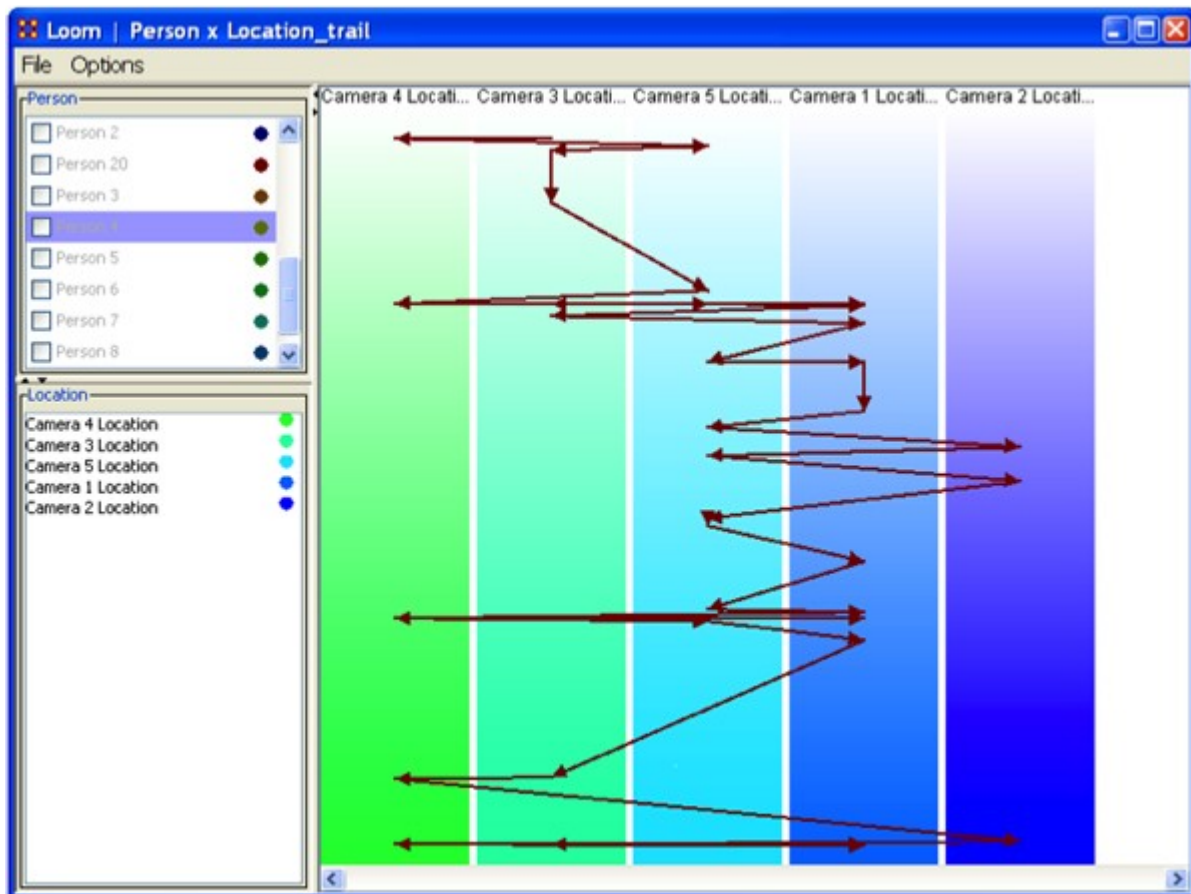 Loom | Person x Location_trail
File Options
Person
Person 2
Person 20
Person 3
Person 4
Person 5
Person 6
Person 7
Person 8
Location
Camera 4 Location
Camera 3 Location
Camera 5 Location
Camera 1 Location
Camera 2 Location
Camera 4 Locati... Camera 3 Locati... Camera 5 Locati... Camera 1 Locati... Camera 2 Locati...